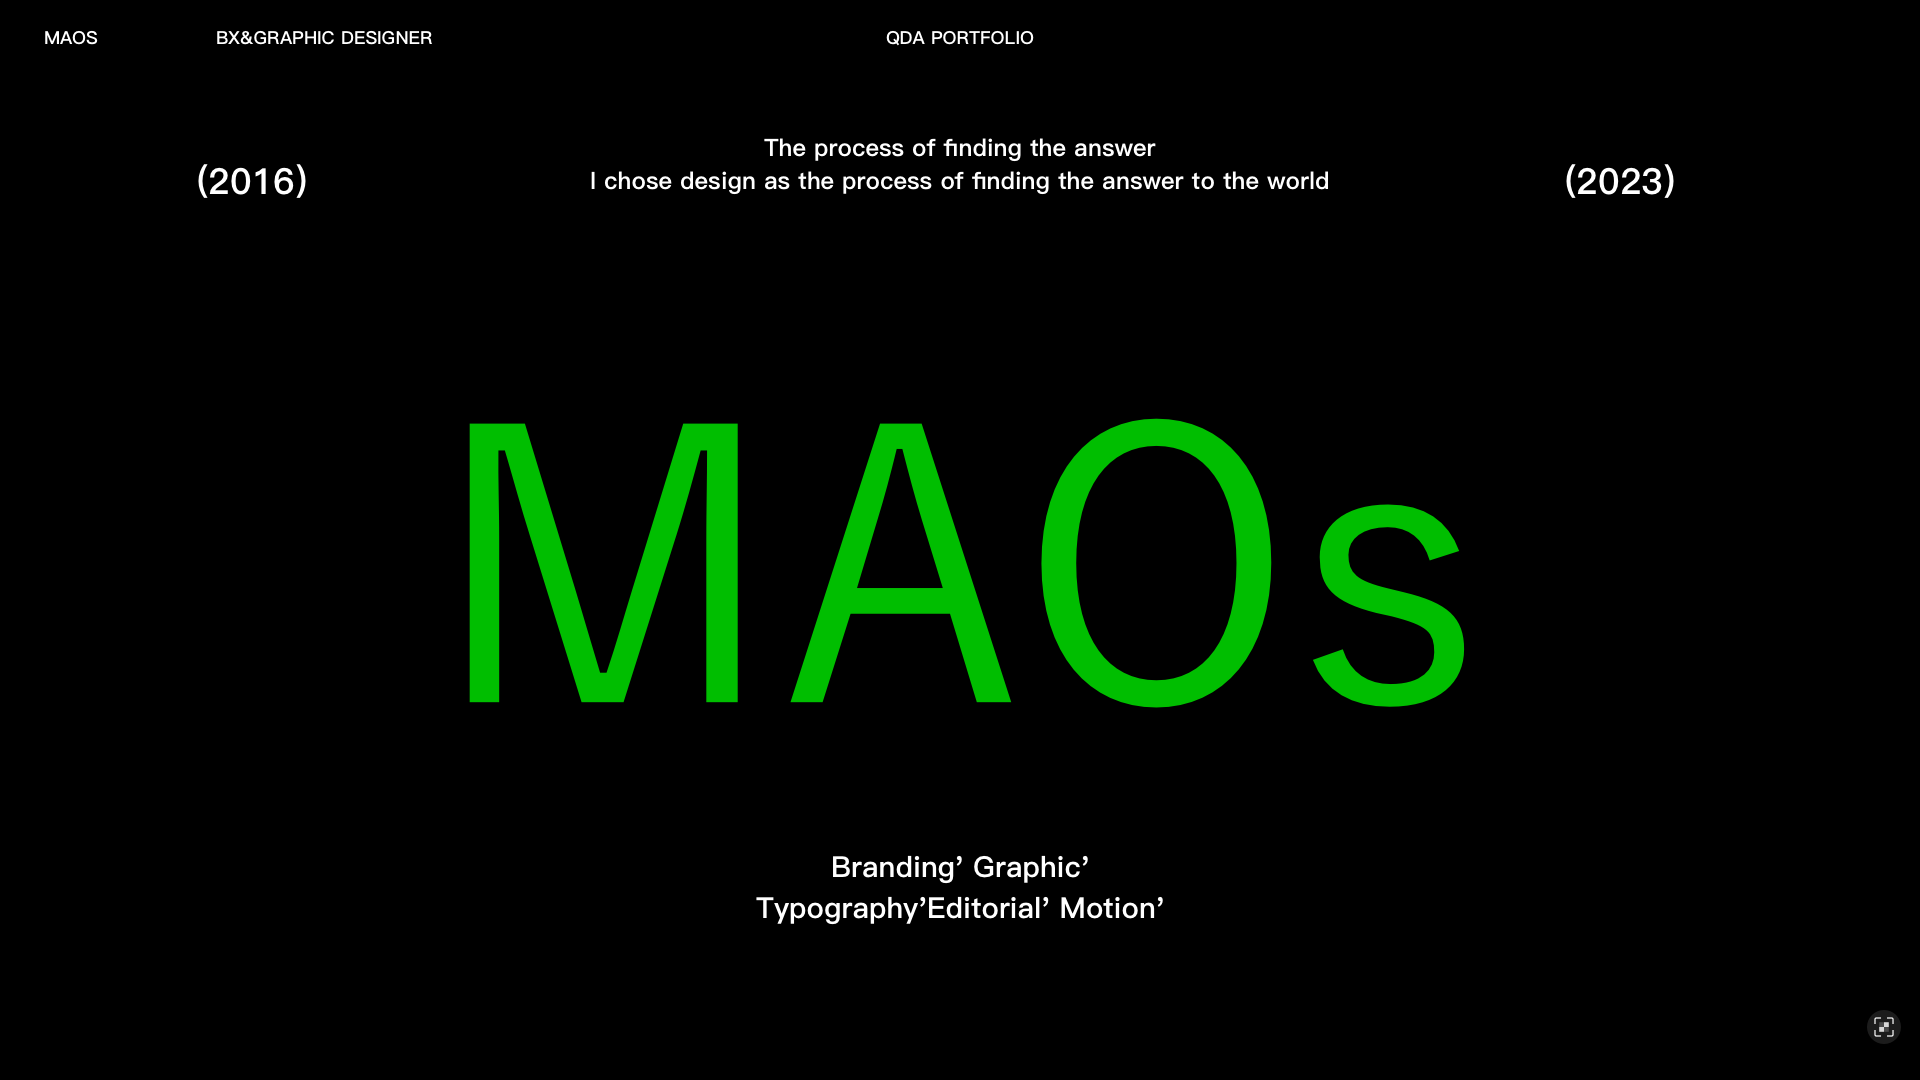 MAOS
BX&GRAPHIC DESIGNER
QDA PORTFOLIO
(2016)
The process of finding the answer
I chose design as the process of finding the answer to the world
(2023)
MAOs
Branding’ Graphic’
Typography’Editorial’ Motion’